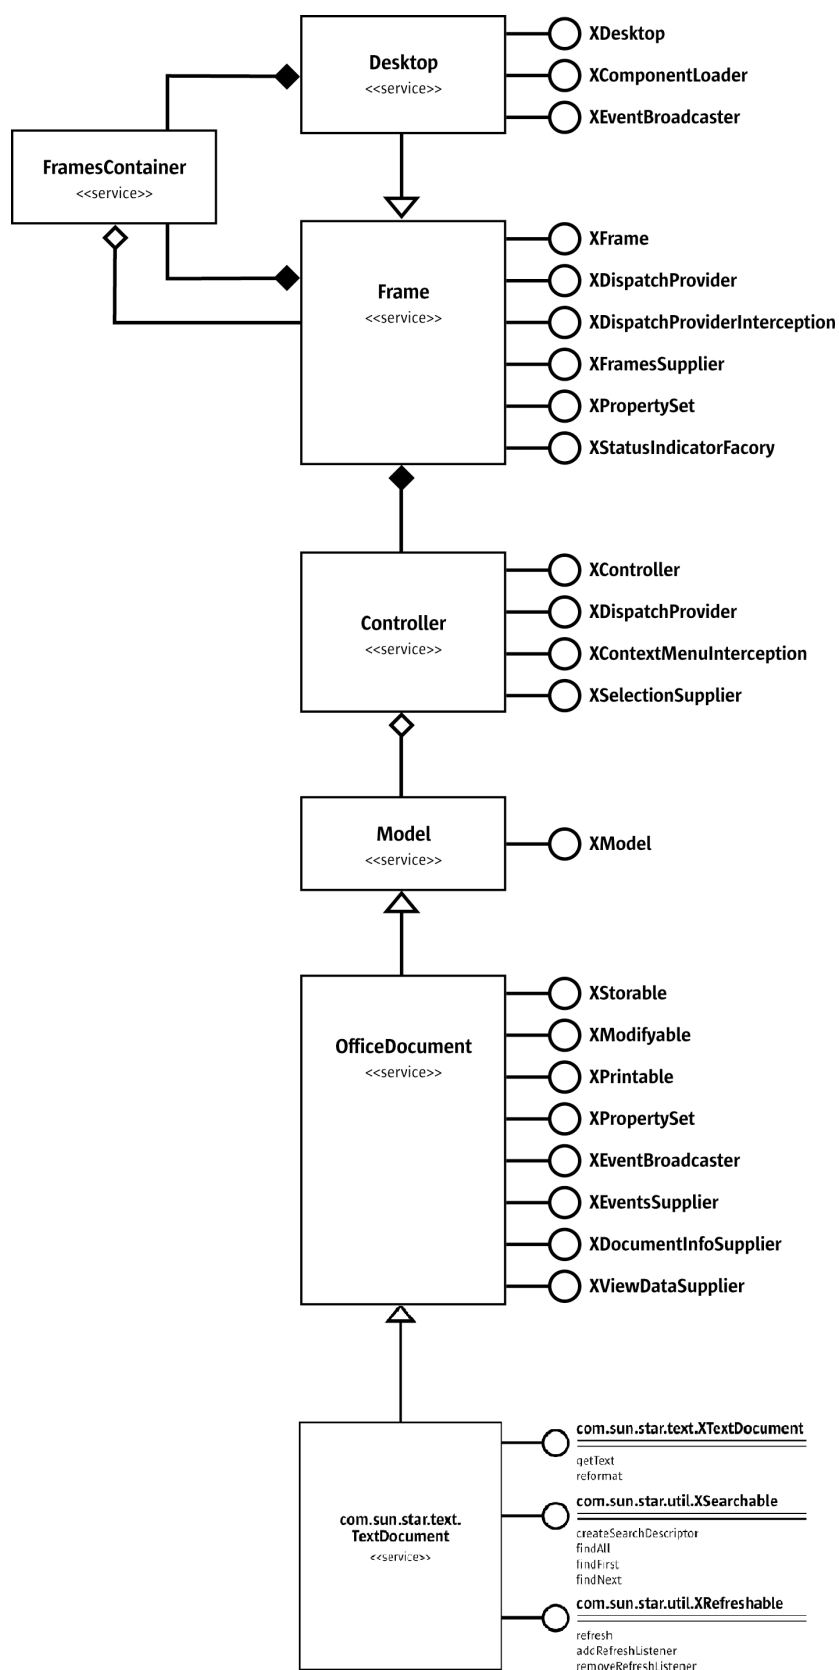 Desktop
<<service>>
XDesktop
XComponentLoader
XEventBroadcaster
FramesContainer
<<service>>
Frame
<<service>>
XFrame
XDispatchProvider
XDispatchProviderInterception
XFramesSupplier
XPropertySet
XStatusIndicatorFacory
Controller
<<service>>
XController
XDispatchProvider
XContextMenuInterception
XSelectionSupplier
Model
<<service>>
XModel
OfficeDocument
<<service>>
XStorable
XModifyable
XPrintable
XPropertySet
XEventBroadcaster
XEventsSupplier
XDocumentInfoSupplier
XViewDataSupplier
com.sun.star.text.
TextDocument
<<service>>
com.sun.star.text.XTextDocument
getText
reformat
com.sun.star.util.XSearchable
createSearchDescriptor
findAll
findFirst
findNext
com.sun.star.util.XRefreshable
refresh
addRefreshListener
removeRefreshListener